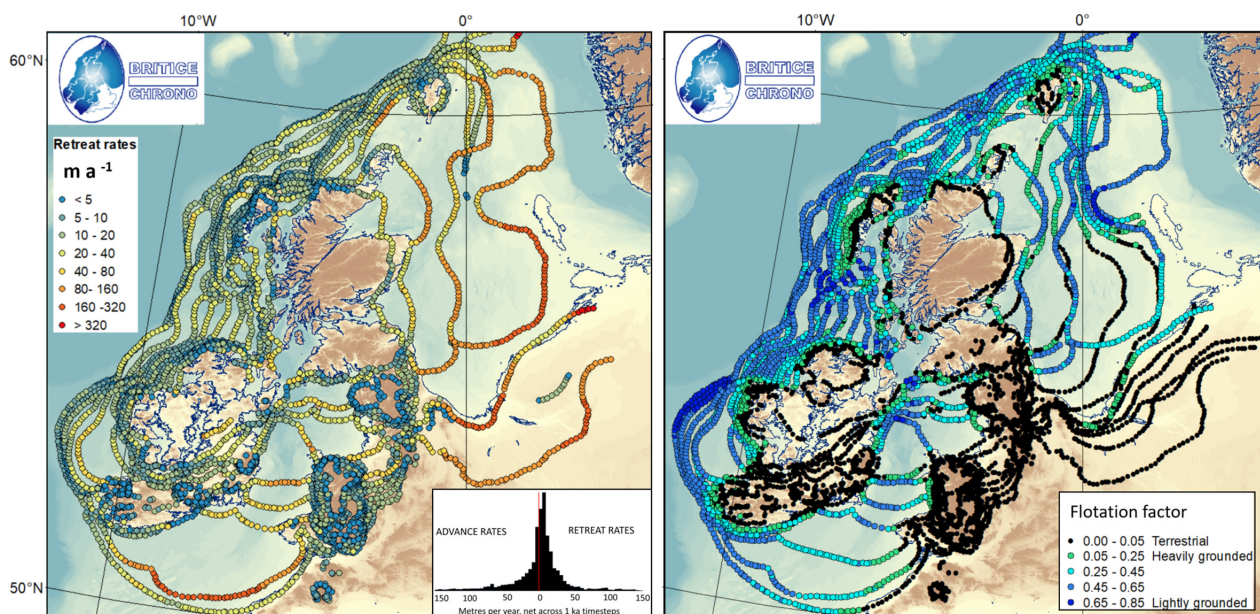 10°W
0°
60°N
BRITICE
CHRONO
Retreat rates
m a -1
< 5
5 - 10
10 - 20
20 - 40
40 - 80
80- 160
160 -320
> 320
50°N
ADVANCE RATES
RETREAT RATES
150 100 50 0 50 100 150
Metres per year, net across 1 ka timesteps
10°W
0°
BRITICE
CHRONO
Flotation factor
0.00 - 0.05 Terrestrial
0.05 - 0.25 Heavily grounded
0.25 - 0.45
0.45 - 0.65
0.65 - 0.85 Lightly grounded